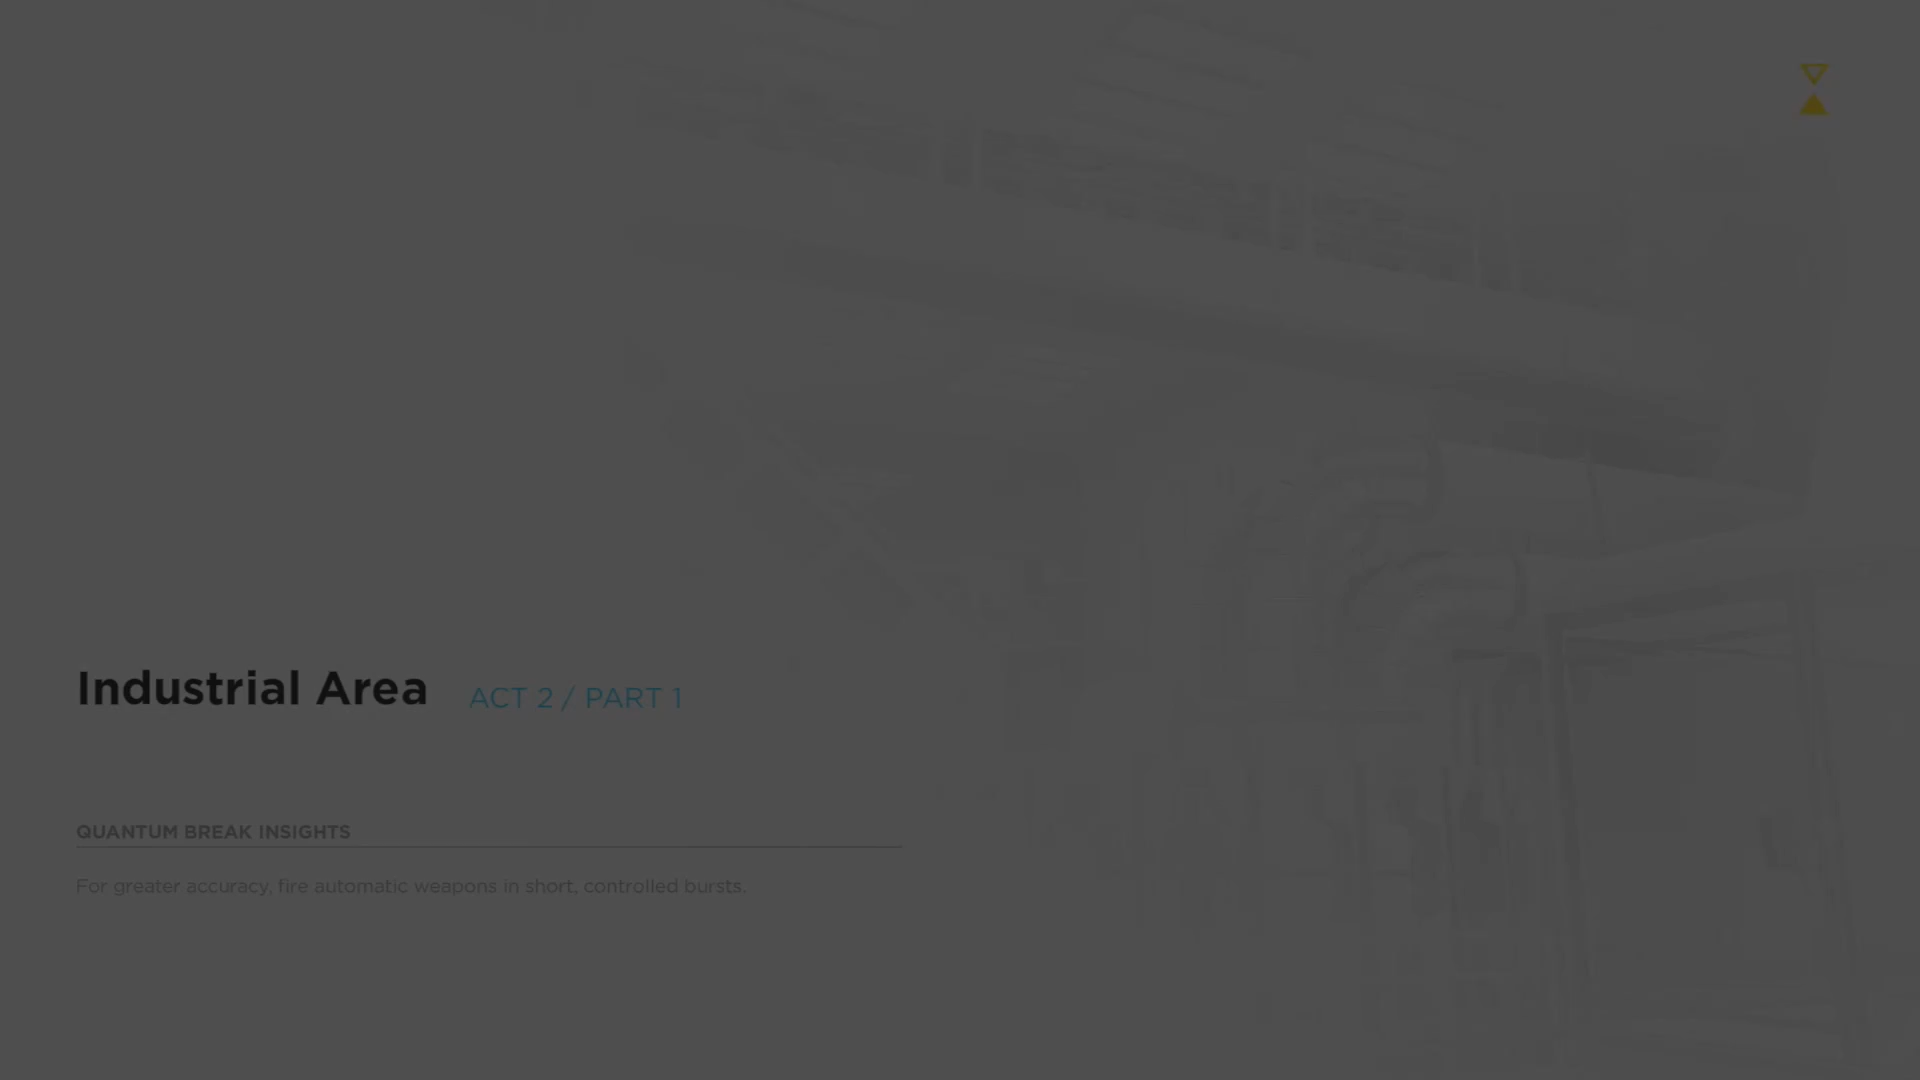 Industrial Area ACT 2 / PART 1
QUANTUM BREAK INSIGHTS
For greater accuracy, fire automatic weapons in short, controlled bursts.